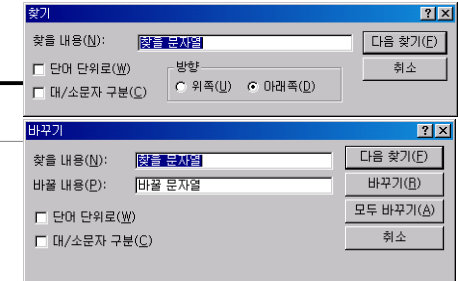 찾기
찾을 내용(N): 찾을 문자열 다음 찾기(F)
단어 단위로(W) 방향 취소
대/소문자 구분(C) 위쪽(U) 아래쪽(D)
바꾸기
찾을 내용(N): 찾을 문자열 다음 찾기(F)
바꿀 내용(P): 바꿀 문자열 바꾸기(R)
단어 단위로(W) 모두 바꾸기(A)
대/소문자 구분(C) 취소